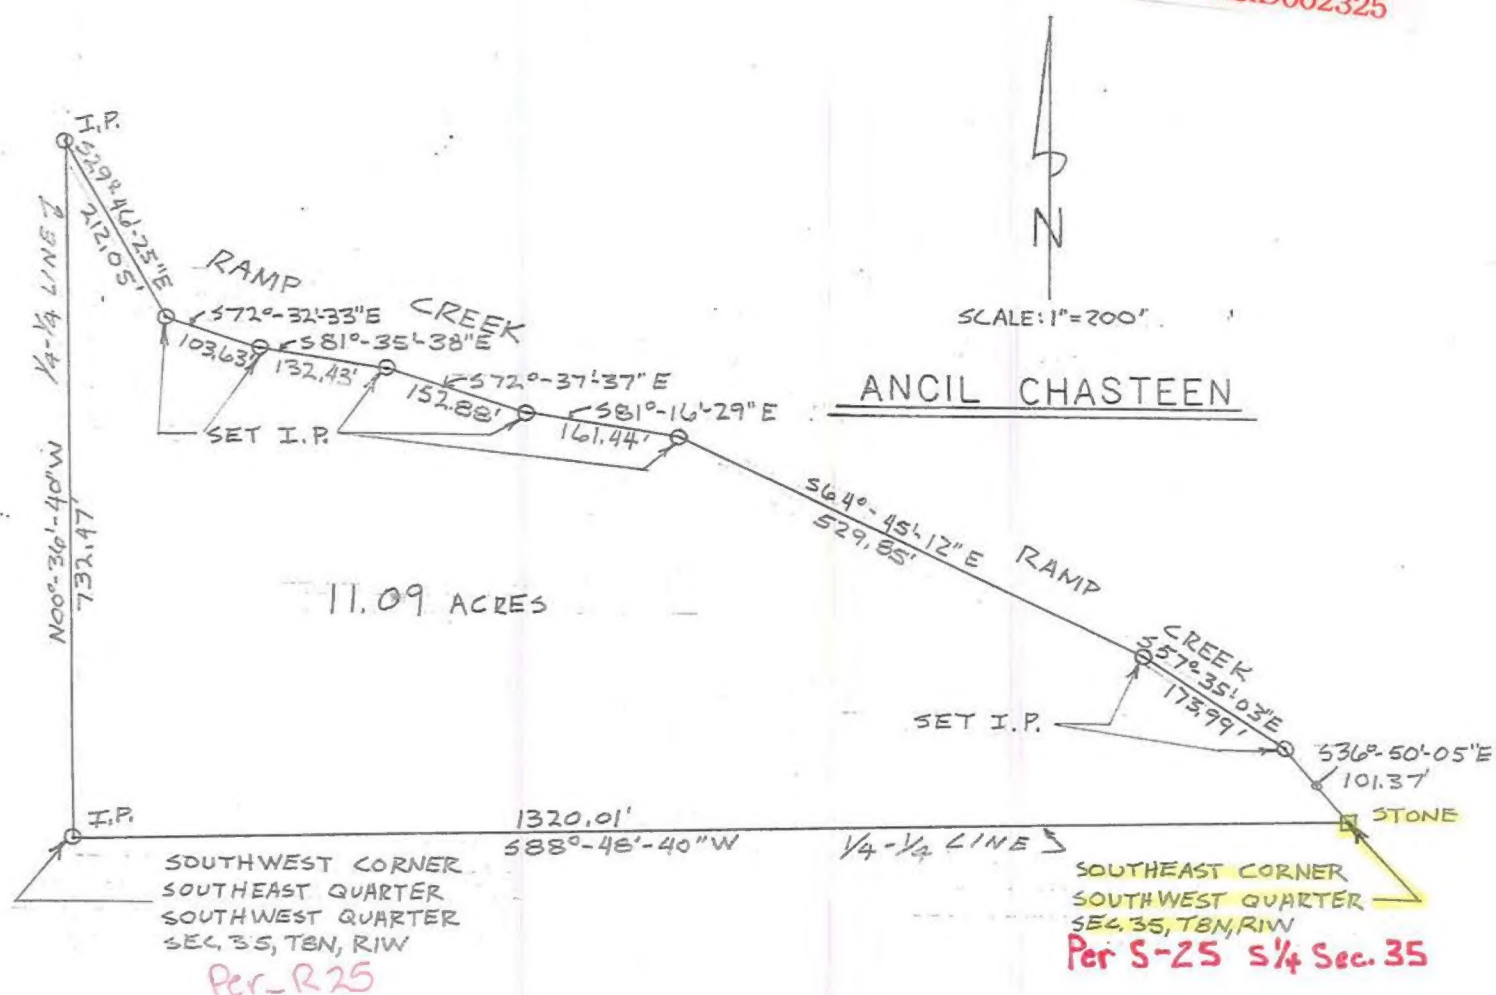 I.P.
S29°-46'-25"E
212.05'
1/4-1/4 LINE
N00°-36'-40"W
732.47'
RAMP
CREEK
S72°-32'-33"E
103.63'
S81°-35'-38"E
132.43'
S72°-37'-37"E
152.88'
S81°-16'-29"E
161.44'
SET I.P.
N
SCALE: 1"=200'
ANCIL CHASTEEN
S64°-45'-12"E
529.85'
RAMP
CREEK
11.09 ACRES
S57°-35'-03"E
173.99'
SET I.P.
S36°-50'-05"E
101.37'
STONE
I.P.
1320.01'
S88°-48'-40"W
1/4-1/4 LINE
SOUTHWEST CORNER
SOUTHEAST QUARTER
SOUTHWEST QUARTER
SEC. 35, T8N, R1W
Per R25
SOUTHEAST CORNER
SOUTHWEST QUARTER
SEC. 35, T8N, R1W
Per S-25 S1/4 Sec. 35